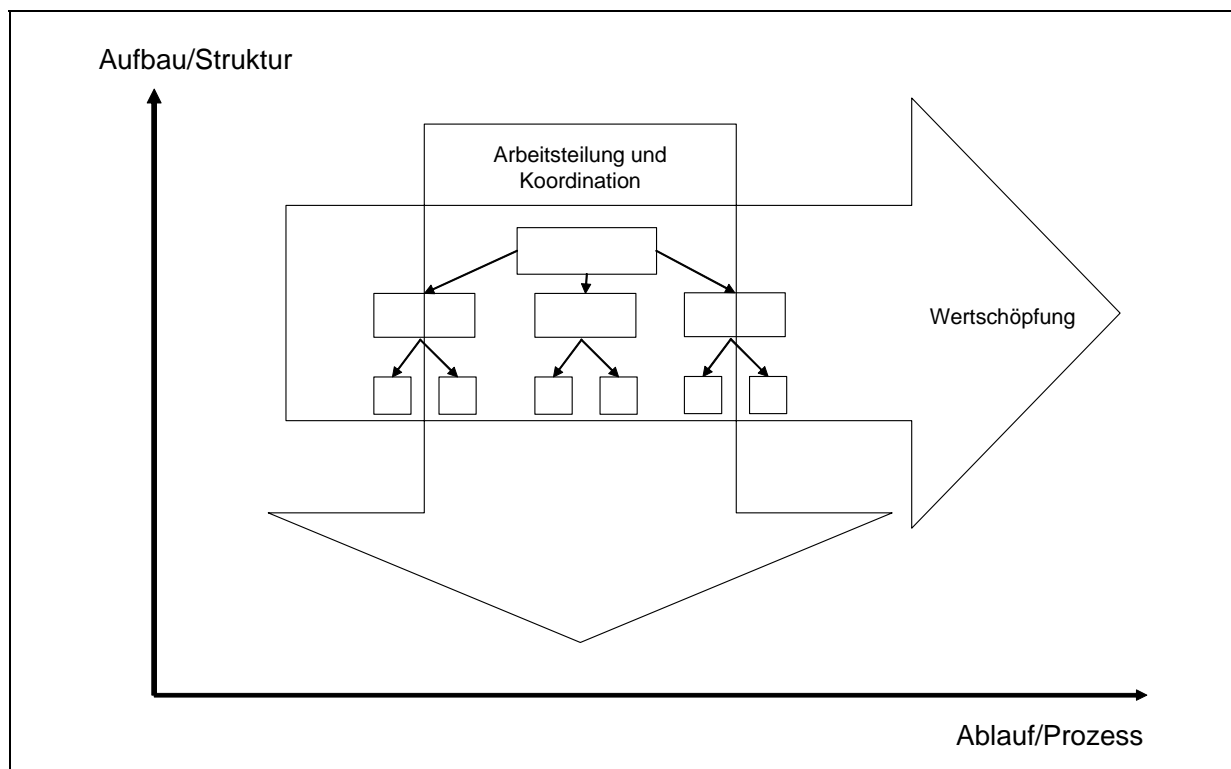 Aufbau/Struktur
Arbeitsteilung und
Koordination
Wertschöpfung
Ablauf/Prozess